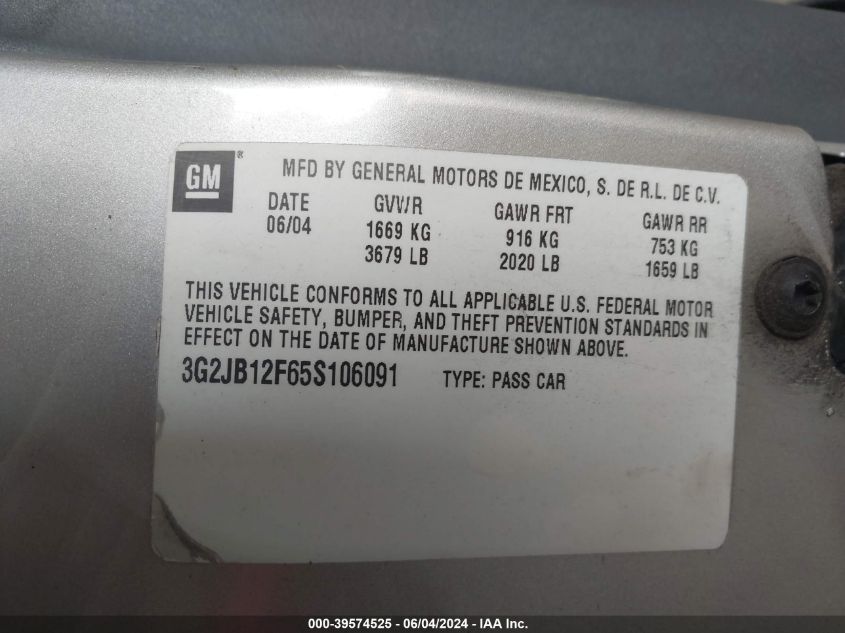 GM®
MFD BY GENERAL MOTORS DE MEXICO, S. DE R.L. DE C.V.
DATE GVWR GAWR FRT GAWR RR
06/04 1669 KG 916 KG 753 KG
3679 LB 2020 LB 1659 LB
THIS VEHICLE CONFORMS TO ALL APPLICABLE U.S. FEDERAL MOTOR
VEHICLE SAFETY, BUMPER, AND THEFT PREVENTION STANDARDS IN
EFFECT ON THE DATE OF MANUFACTURE SHOWN ABOVE.
3G2JB12F65S106091 TYPE: PASS CAR
000-39574525 - 06/04/2024 - IAA Inc.